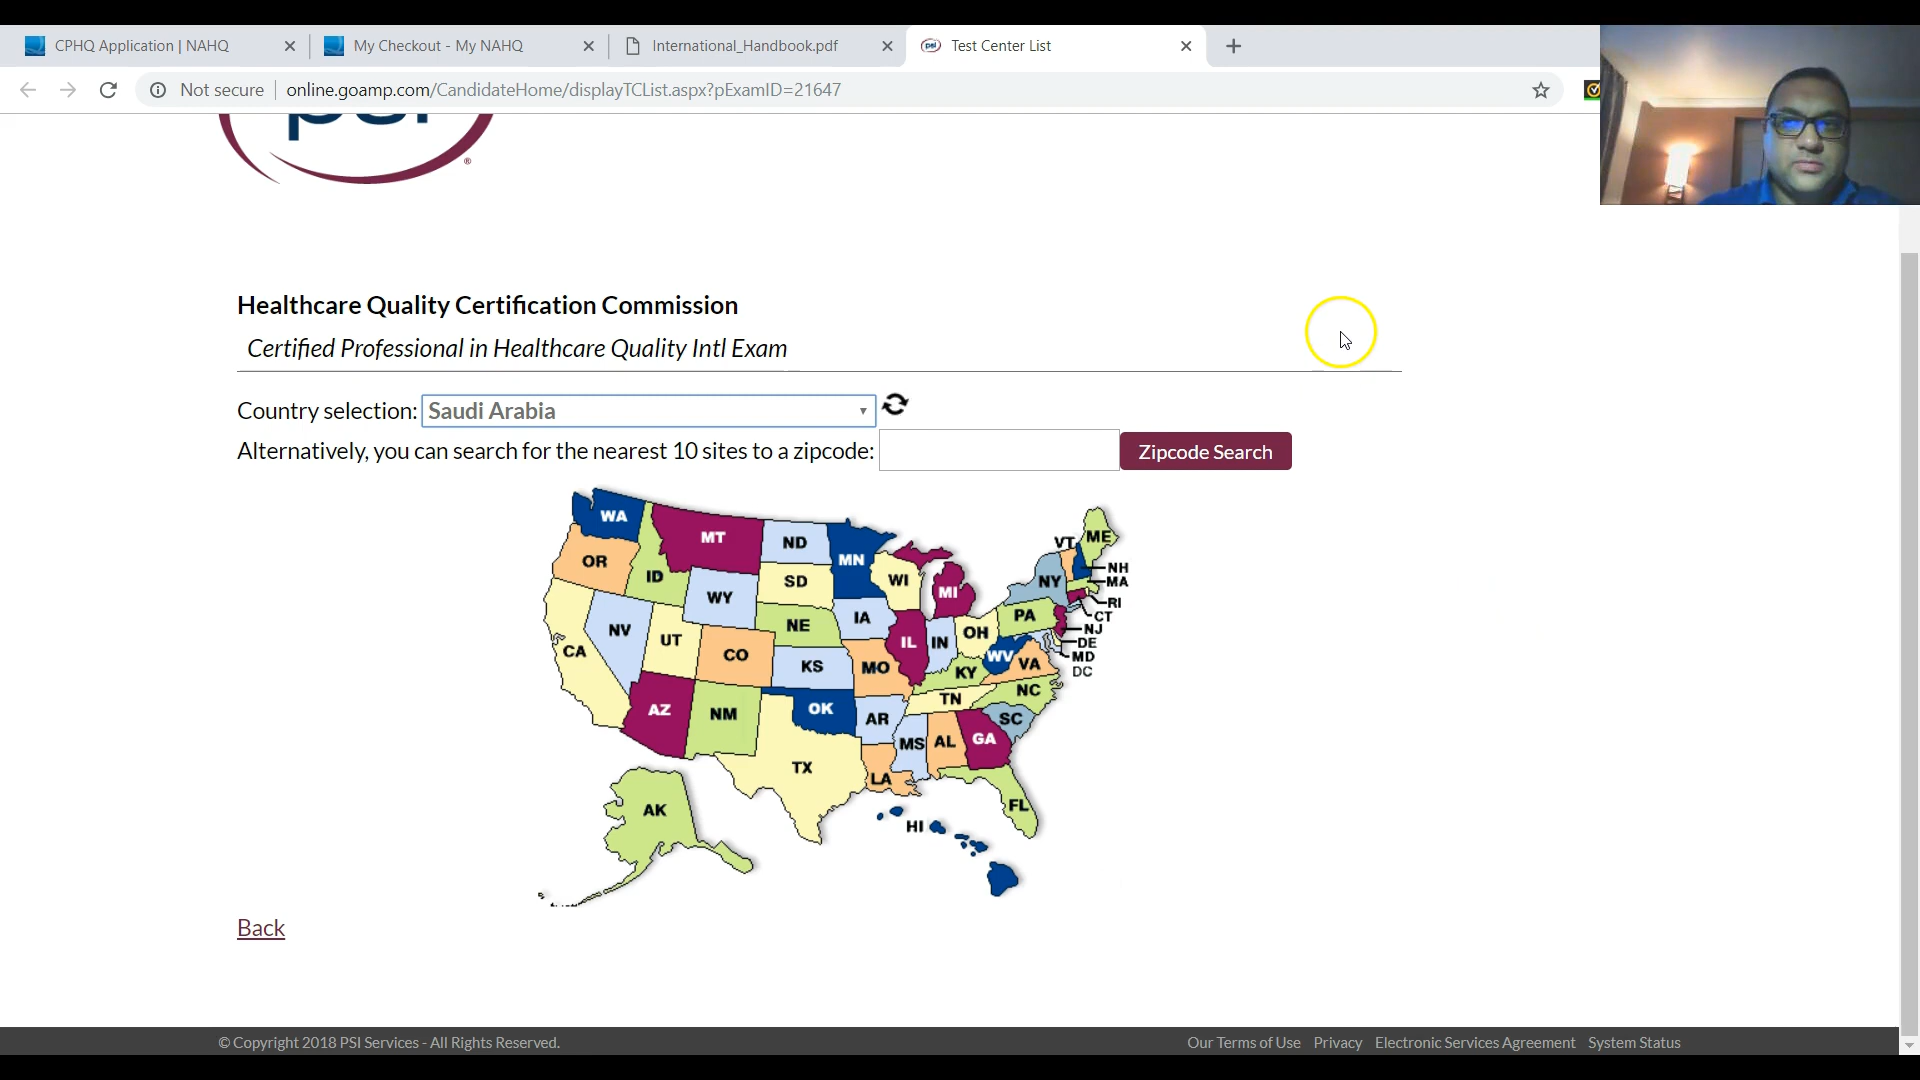 CPHQ Application | NAHQ
My Checkout - My NAHQ
International_Handbook.pdf
psi Test Center List
Not secure online.goamp.com/CandidateHome/displayTCList.aspx?pExamID=21647
psi ®
Healthcare Quality Certification Commission
Certified Professional in Healthcare Quality Intl Exam
Country selection: Saudi Arabia
Alternatively, you can search for the nearest 10 sites to a zipcode: Zipcode Search
WA
MT
ND
MN
VT
ME
OR
ID
SD
WI
NY
NH
MA
WY
MI
RI
CT
NV
NE
IA
PA
NJ
UT
CO
IL
IN
OH
DE
CA
KS
MO
WV
VA
MD
DC
KY
AZ
NM
OK
AR
TN
NC
SC
TX
MS
AL
GA
LA
AK
FL
HI
Back
© Copyright 2018 PSI Services - All Rights Reserved.
Our Terms of Use Privacy Electronic Services Agreement System Status